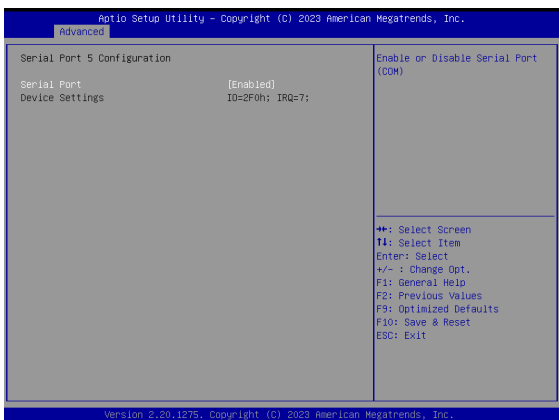 Aptio Setup Utility – Copyright (C) 2023 American Megatrends, Inc.
Advanced
Serial Port 5 Configuration
Serial Port [Enabled]
Device Settings IO=2F0h; IRQ=7;
Enable or Disable Serial Port
(COM)
→←: Select Screen
↑↓: Select Item
Enter: Select
+/- : Change Opt.
F1: General Help
F2: Previous Values
F9: Optimized Defaults
F10: Save & Reset
ESC: Exit
Version 2.20.1275. Copyright (C) 2023 American Megatrends, Inc.